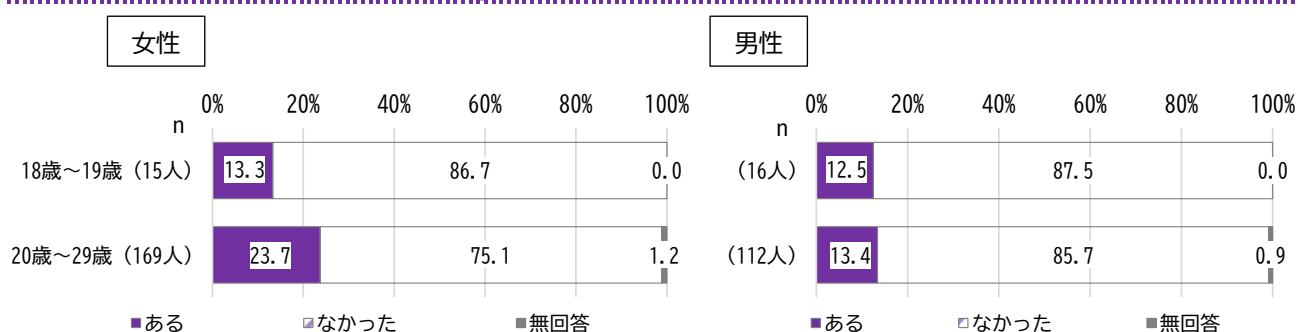 女性
男性
0% 20% 40% 60% 80% 100%
n
18歳～19歳（15人） 13.3 86.7 0.0
20歳～29歳（169人） 23.7 75.1 1.2
ある なかった 無回答
0% 20% 40% 60% 80% 100%
n
（16人） 12.5 87.5 0.0
（112人） 13.4 85.7 0.9
ある なかった 無回答